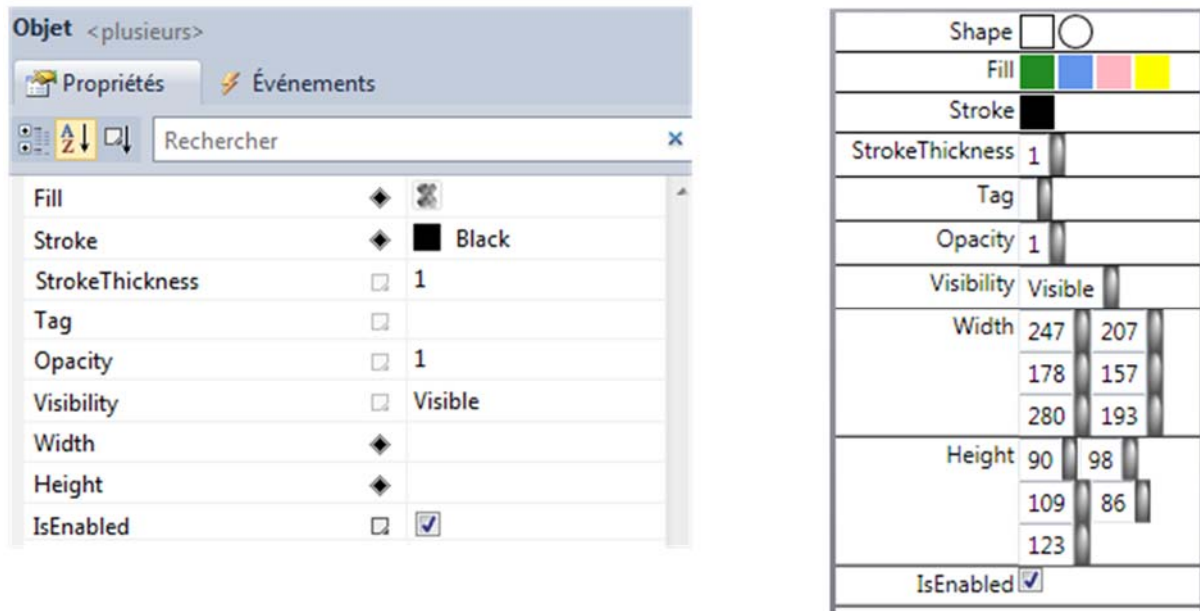 Objet <plusieurs>
Propriétés Événements
Rechercher
Fill
Stroke Black
StrokeThickness 1
Tag
Opacity 1
Visibility Visible
Width
Height
IsEnabled
Shape
Fill
Stroke
StrokeThickness 1
Tag
Opacity 1
Visibility Visible
Width 247 207
178 157
280 193
Height 90 98
109 86
123
IsEnabled